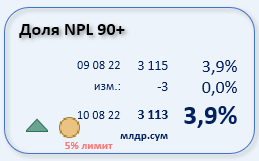 Доля NPL 90+
09 08 22 3 115 3,9%
изм.: -3 0,0%
10 08 22 3 113 3,9%
млдр.сум
5% лимит